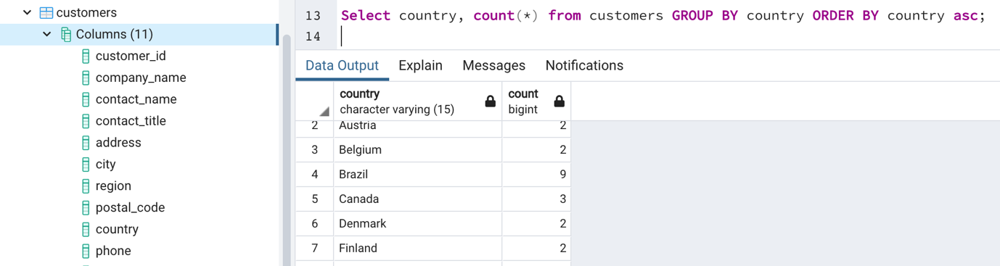 customers
Columns (11)
customer_id
company_name
contact_name
contact_title
address
city
region
postal_code
country
phone
13 Select country, count(*) from customers GROUP BY country ORDER BY country asc;
14
Data Output Explain Messages Notifications
country count
character varying (15) bigint
2 Austria 2
3 Belgium 2
4 Brazil 9
5 Canada 3
6 Denmark 2
7 Finland 2